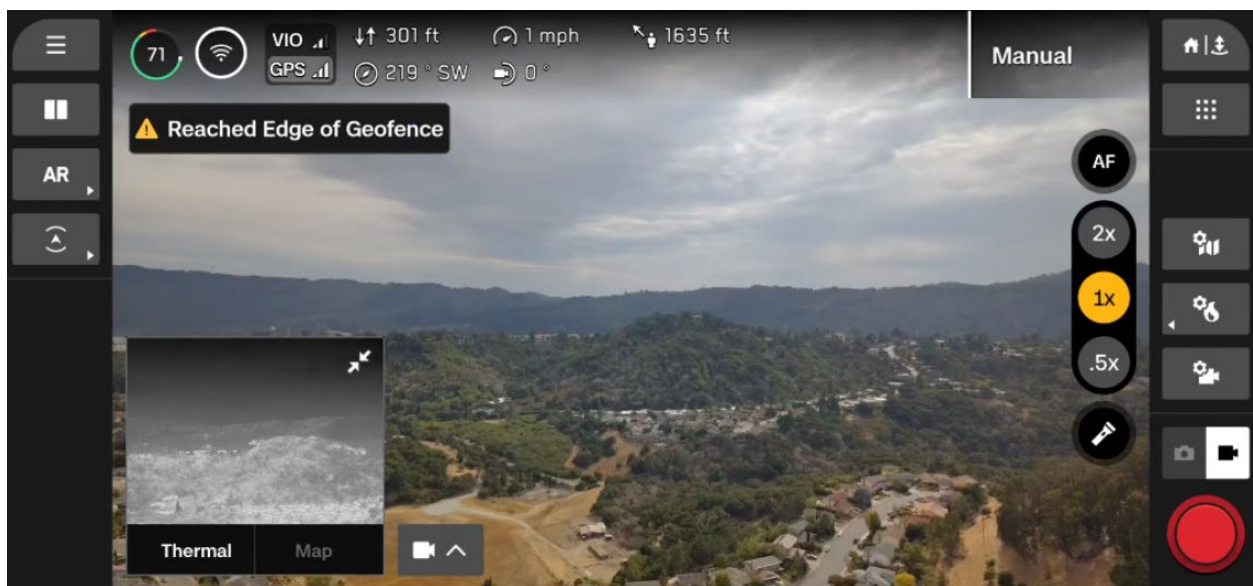 71
VIO
GPS
301 ft
1 mph
1635 ft
219 ° SW
0 °
Manual
Reached Edge of Geofence
AR
AF
2x
1x
.5x
Thermal
Map